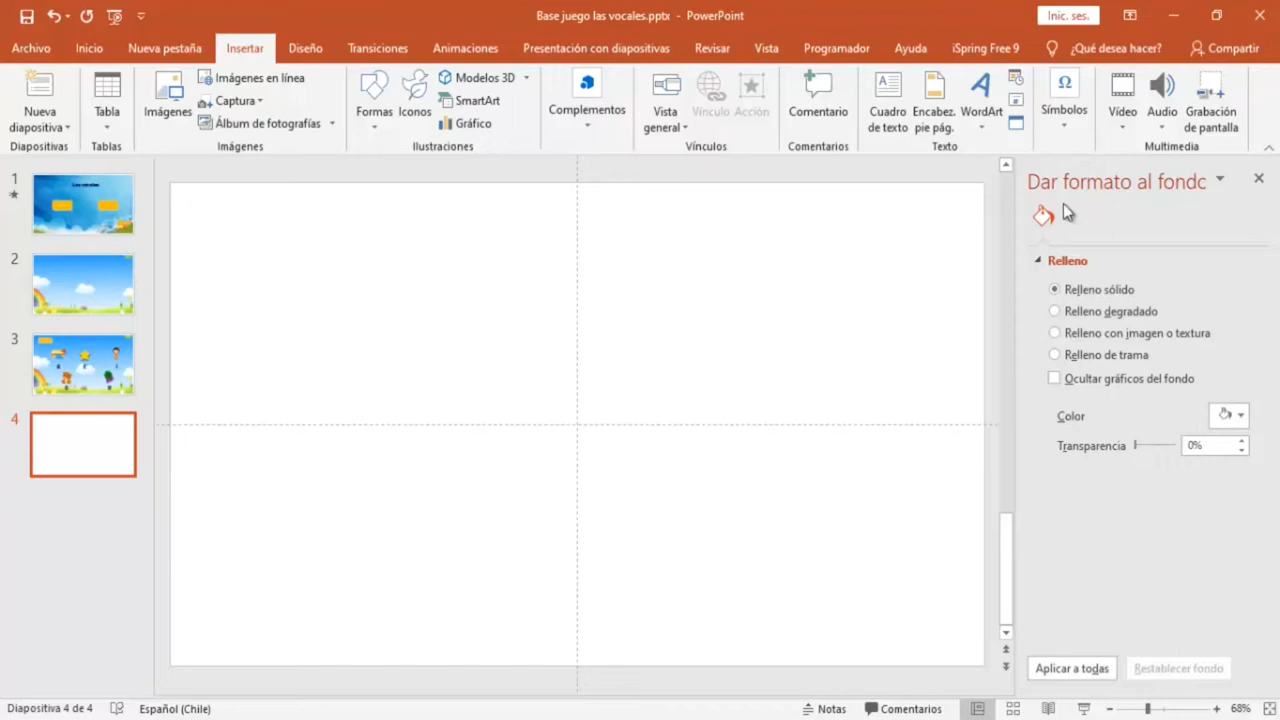 Base juego las vocales.pptx - PowerPoint
Inic. ses.
Archivo Inicio Nueva pestaña Insertar Diseño Transiciones Animaciones Presentación con diapositivas Revisar Vista Programador Ayuda iSpring Free 9 ¿Qué desea hacer? Compartir
Nueva diapositiva
Diapositivas
Tabla
Tablas
Imágenes
Imágenes en línea
Captura
Álbum de fotografías
Imágenes
Formas
Iconos
Modelos 3D
SmartArt
Gráfico
Ilustraciones
Complementos
Vista general
Vínculo
Acción
Vínculos
Comentario
Comentarios
Cuadro de texto
Encabez. pie pág.
WordArt
Texto
Ω
Símbolos
Vídeo
Audio
Grabación de pantalla
Multimedia
1
2
3
4
Dar formato al fondc
Relleno
Relleno sólido
Relleno degradado
Relleno con imagen o textura
Relleno de trama
Ocultar gráficos del fondo
Color
Transparencia 0%
Aplicar a todas Restablecer fondo
Diapositiva 4 de 4 Español (Chile) Notas Comentarios 68%